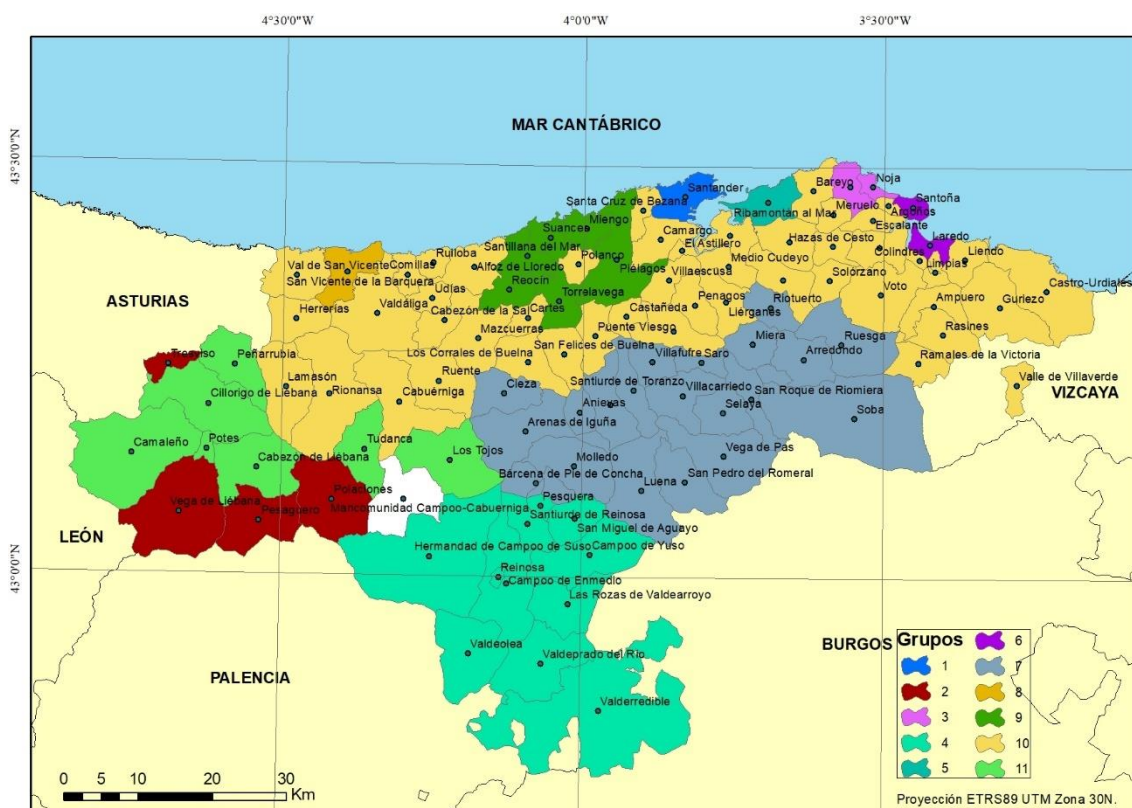 4°30'0"W
4°00'0"W
3°30'0"W
43°30'0"N
43°0'0"N
MAR CANTÁBRICO
ASTURIAS
LEÓN
PALENCIA
BURGOS
VIZCAYA
Santander
Santa Cruz de Bezana
Miengo
Suances
Santillana del Mar
Camargo
El Astillero
Ribamontan al Mar
Bareyo
Noja
Meruelo
Argoños
Santoña
Escalante
Laredo
Hazas de Cesto
Colindres
Limpias
Liendo
Castro-Urdiales
Val de San Vicente
Comillas
Ruiloba
Alfoz de Lloredo
San Vicente de la Barquera
Polanco
Piélagos
Villaescusa
Medio Cudeyo
Solórzano
Voto
Ampuero
Guriezo
Udías
Reocín
Torrelavega
Valdáliga
Herrerías
Cabezón de la Sal
Cartes
Castañeda
Penagos
Riotuerto
Liérganes
Mazcuerras
Puente Viesgo
Rasines
Miera
Ruesga
Tresviso
Peñarrubia
Los Corrales de Buelna
San Felices de Buelna
Villafufre
Saro
Arredondo
Ramales de la Victoria
Valle de Villaverde
Lamasón
Ruente
Rionansa
Cabuérniga
Cillorigo de Liébana
Cieza
Santiurde de Toranzo
Villacarriedo
San Roque de Riomiera
Anievas
Selaya
Soba
Arenas de Iguña
Camaleño
Potes
Tudanca
Los Tojos
Vega de Pas
Cabezón de Liébana
Molledo
San Pedro del Romeral
Bárcena de Pie de Concha
Luena
Polaciones
Vega de Liébana
Pesaguero
Mancomunidad Campoo-Cabuerniga
Pesquera
Santiurde de Reinosa
San Miguel de Aguayo
Hermandad de Campoo de Suso
Campoo de Yuso
Reinosa
Campoo de Enmedio
Las Rozas de Valdearroyo
Valdeolea
Valdeprado del Río
Valderredible
Grupos
1
2
3
4
5
6
7
8
9
10
11
0 5 10 20 30
Km
Proyección ETRS89 UTM Zona 30N.